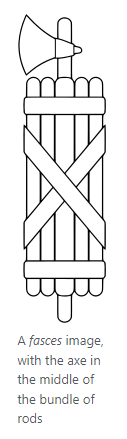 A fasces image,
with the axe in
the middle of
the bundle of
rods